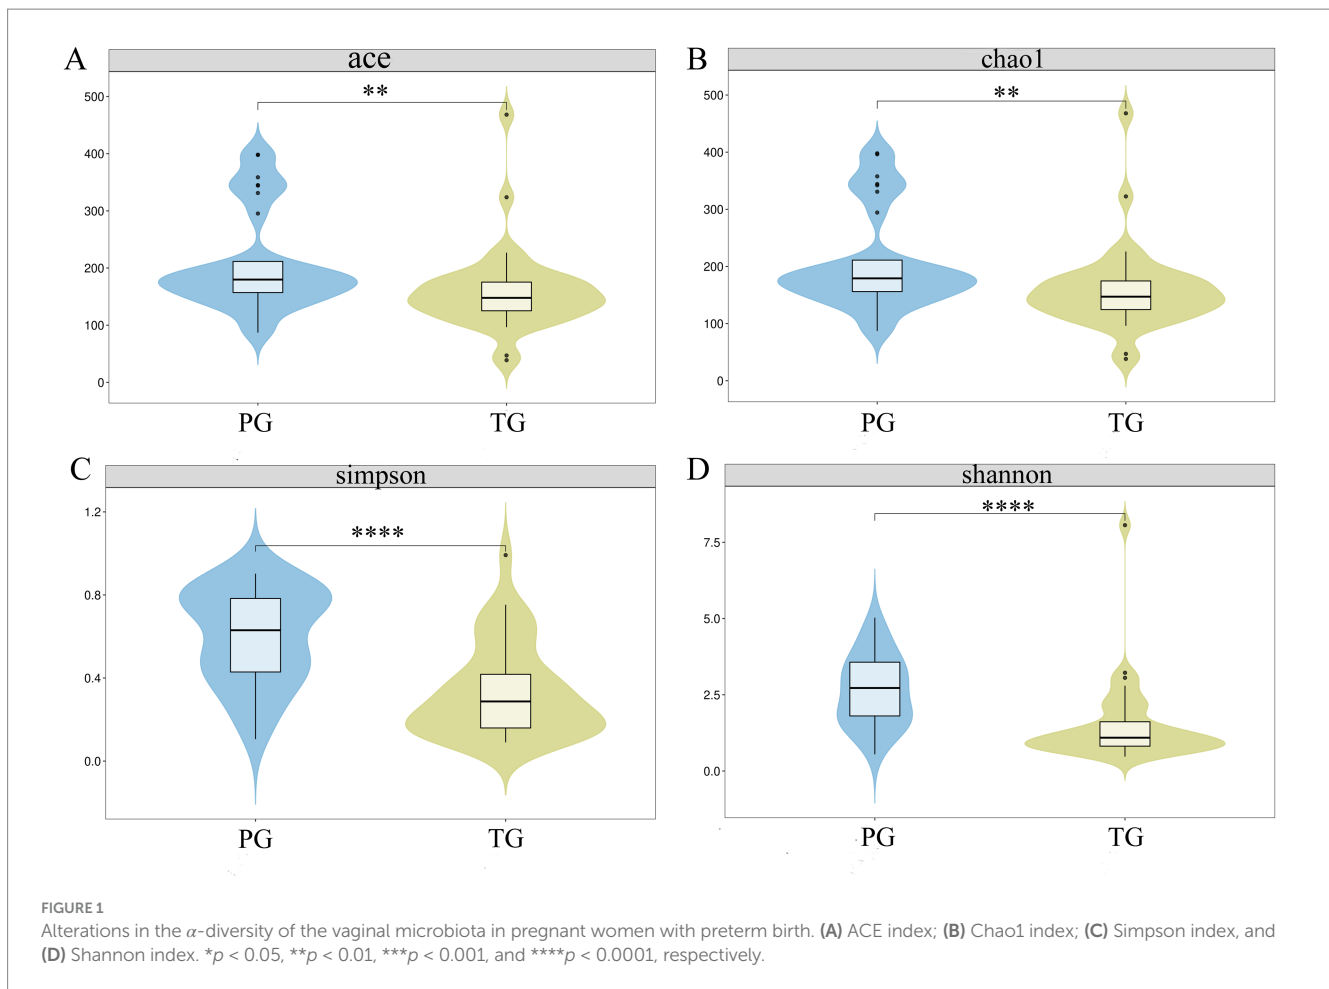 A
ace
**
500
400
300
200
100
0
PG
TG
B
chao1
**
500
400
300
200
100
0
PG
TG
C
simpson
****
1.2
0.8
0.4
0.0
PG
TG
D
shannon
****
7.5
5.0
2.5
0.0
PG
TG
FIGURE 1
Alterations in the α-diversity of the vaginal microbiota in pregnant women with preterm birth. (A) ACE index; (B) Chao1 index; (C) Simpson index, and
(D) Shannon index. *p < 0.05, **p < 0.01, ***p < 0.001, and ****p < 0.0001, respectively.